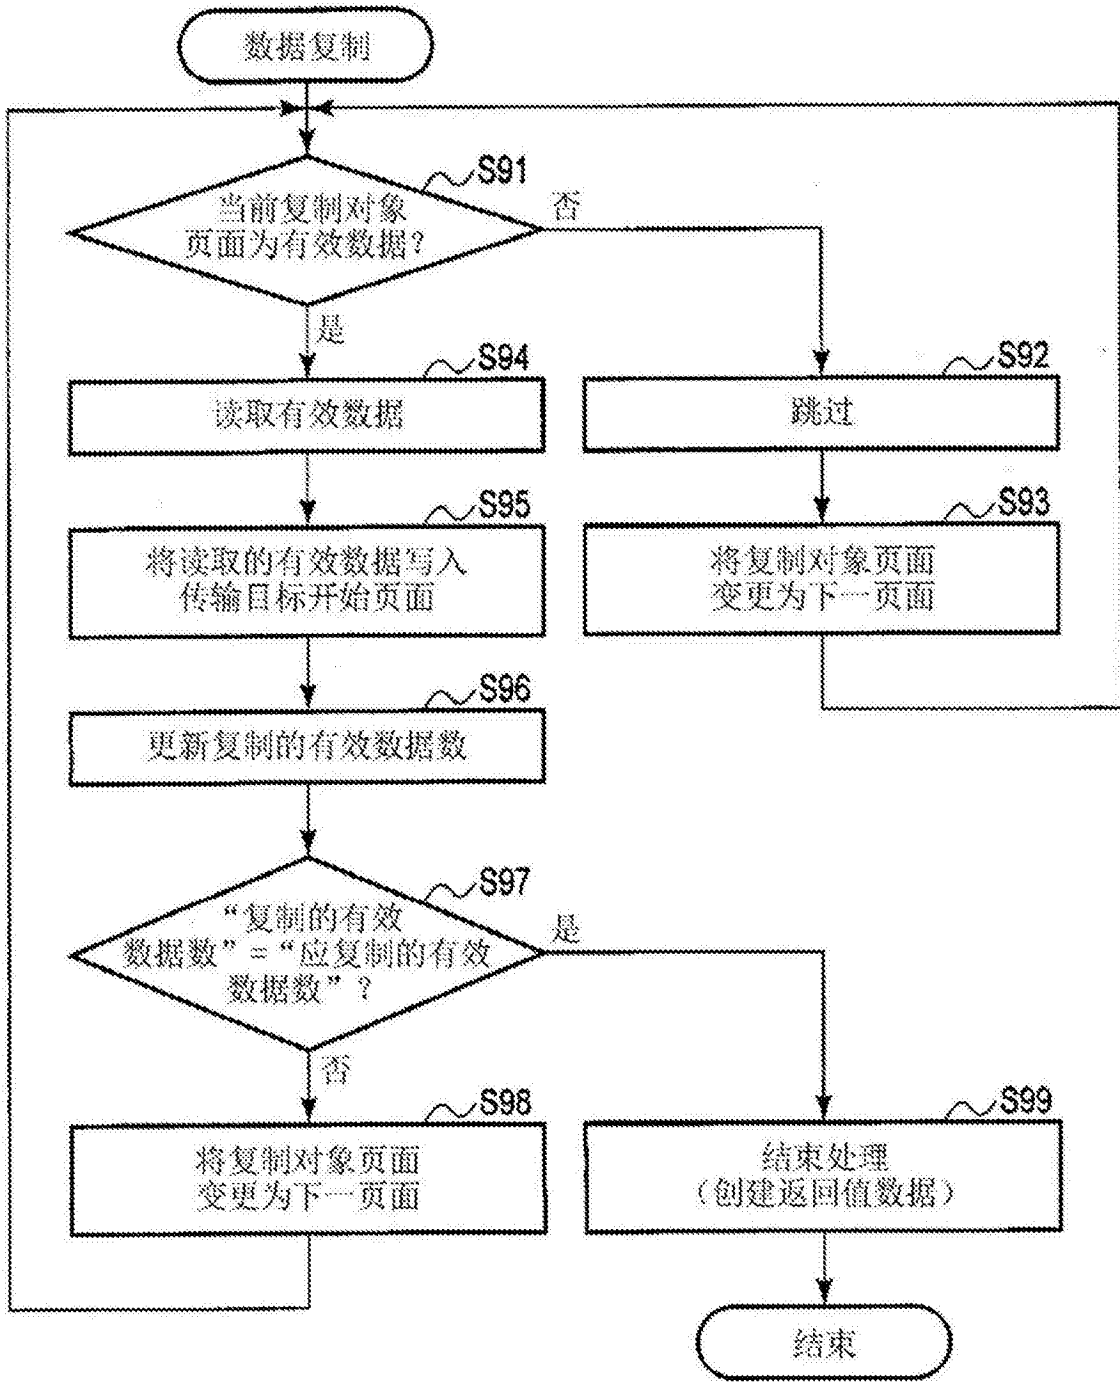 数据复制
S91
当前复制对象
页面为有效数据?
否
是
S94
读取有效数据
S92
跳过
S95
将读取的有效数据写入
传输目标开始页面
S93
将复制对象页面
变更为下一页面
S96
更新复制的有效数据数
S97
“复制的有效
数据数”=“应复制的有效
数据数”?
是
否
S98
将复制对象页面
变更为下一页面
S99
结束处理
(创建返回值数据)
结束